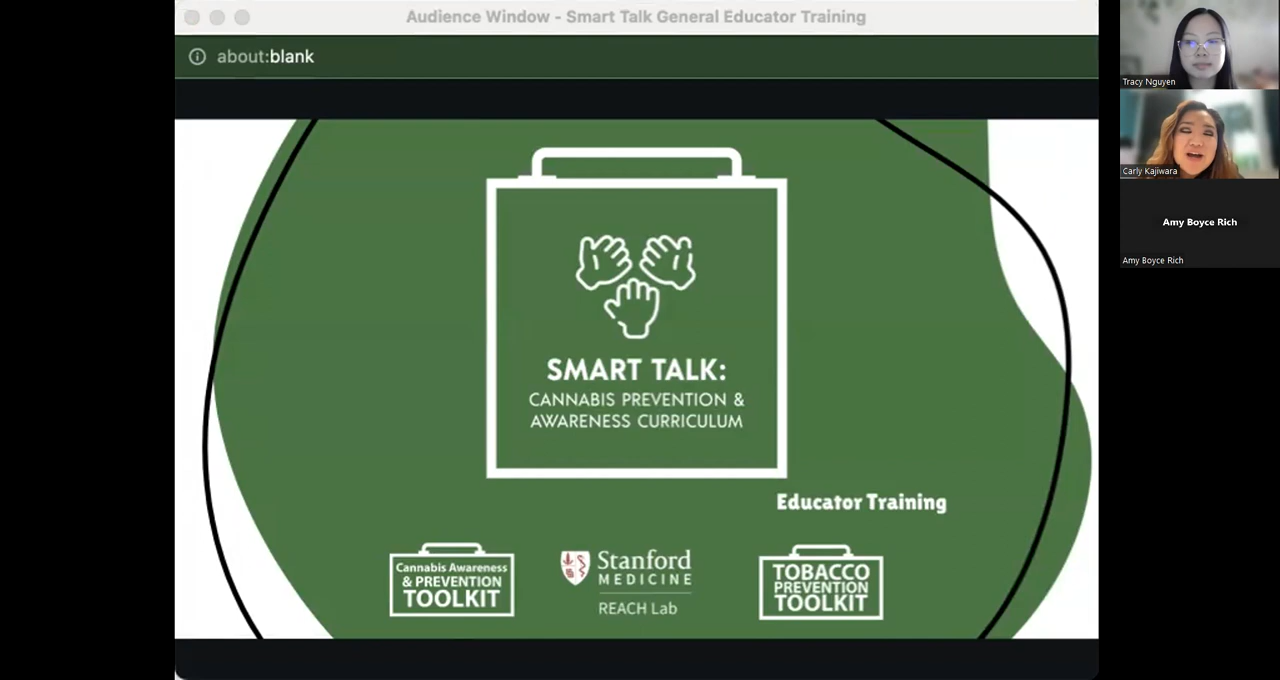 Audience Window - Smart Talk General Educator Training
about:blank
SMART TALK:
CANNABIS PREVENTION &
AWARENESS CURRICULUM
Educator Training
Cannabis Awareness
& PREVENTION
TOOLKIT
Stanford
MEDICINE
REACH Lab
TOBACCO
PREVENTION
TOOLKIT
Tracy Nguyen
Carly Kajiwara
Amy Boyce Rich
Amy Boyce Rich